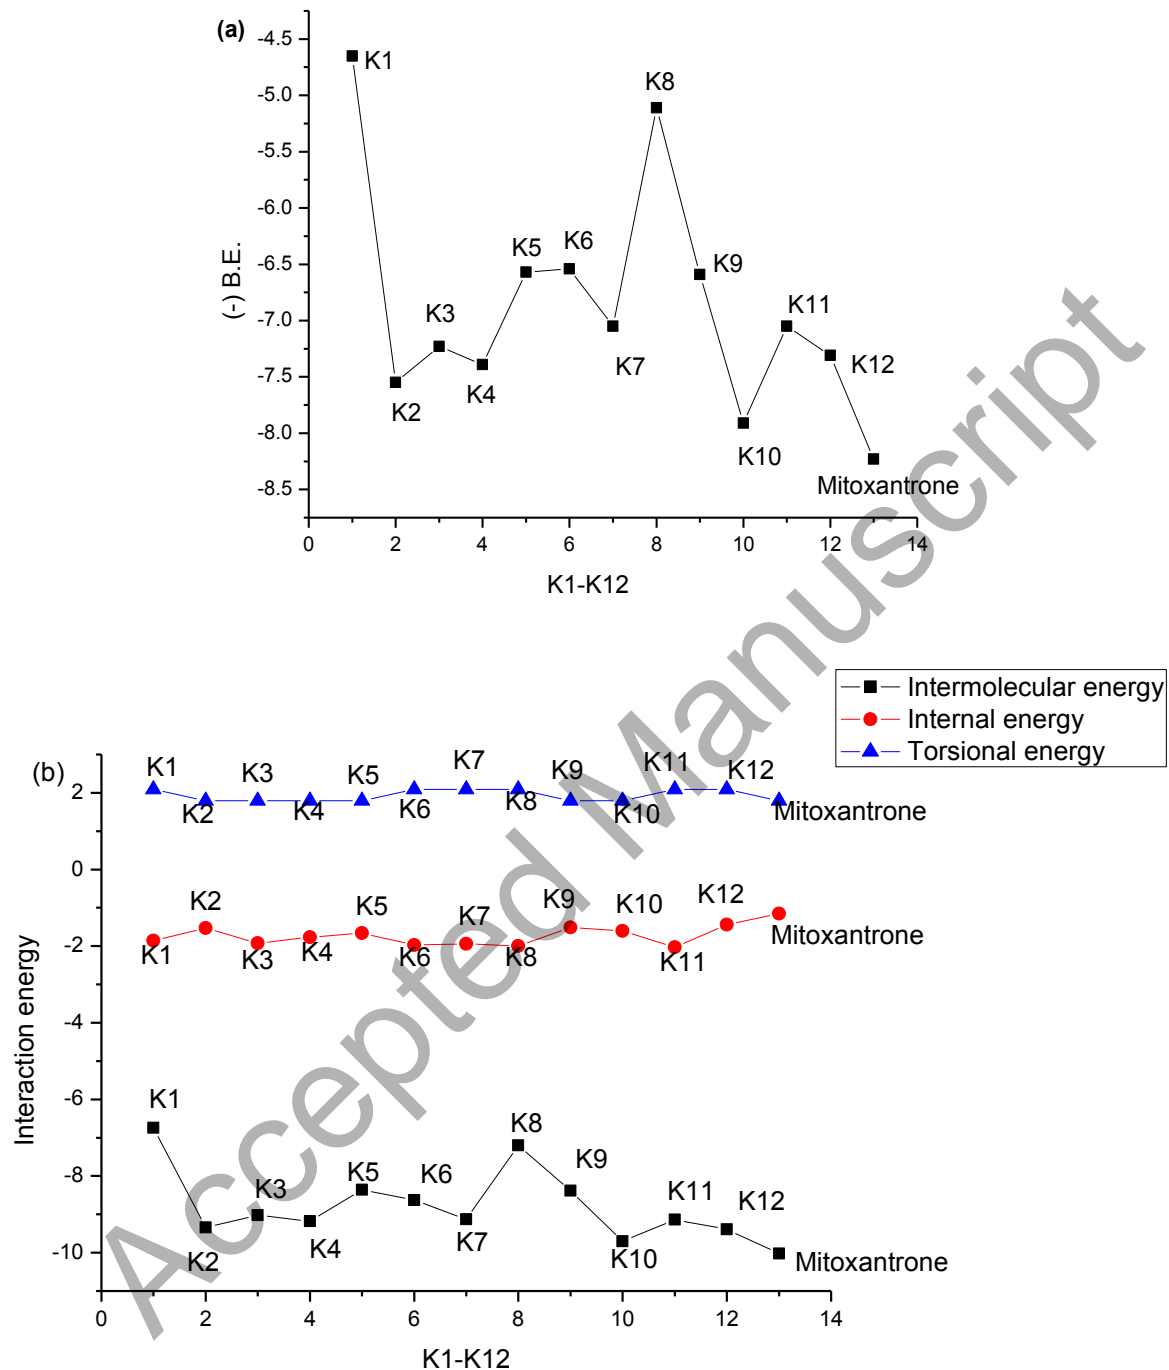 (a)
-4.5
-5.0
-5.5
-6.0
-6.5
-7.0
-7.5
-8.0
-8.5
(-) B.E.
K1
K2
K3
K4
K5
K6
K7
K8
K9
K10
K11
K12
Mitoxantrone
0 2 4 6 8 10 12 14
K1-K12
Intermolecular energy
Internal energy
Torsional energy
(b)
2
0
-2
-4
-6
-8
-10
Interaction energy
K1 K2 K3 K4 K5 K6 K7 K8 K9 K10 K11 K12 Mitoxantrone
K1 K2 K3 K4 K5 K6 K7 K8 K9 K10 K11 K12 Mitoxantrone
K1 K2 K3 K4 K5 K6 K7 K8 K9 K10 K11 K12 Mitoxantrone
0 2 4 6 8 10 12 14
K1-K12
Accepted Manuscript